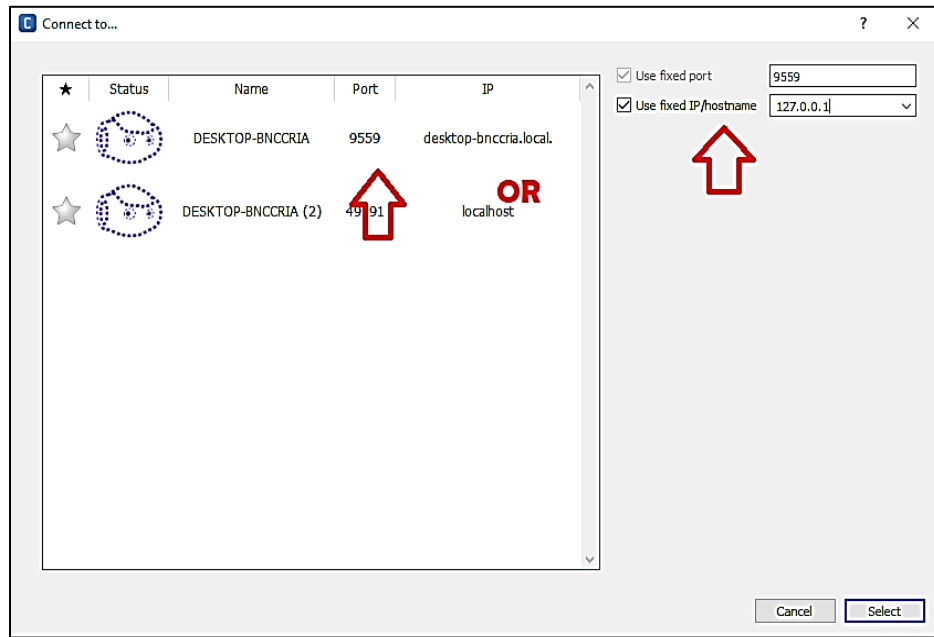 C Connect to... ? ×
★ Status Name Port IP
DESKTOP-BNCCRIA 9559 desktop-bnccria.local.
OR
DESKTOP-BNCCRIA (2) localhost
Use fixed port 9559
Use fixed IP/hostname 127.0.0.1
Cancel Select